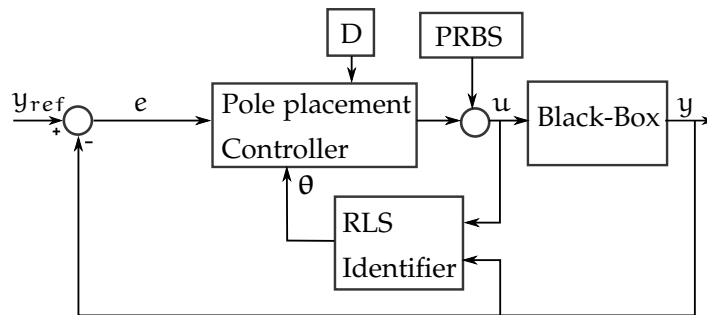 D
PRBS
y_ref
e
Pole placement
Controller
u
Black-Box
y
+
-
θ
RLS
Identifier